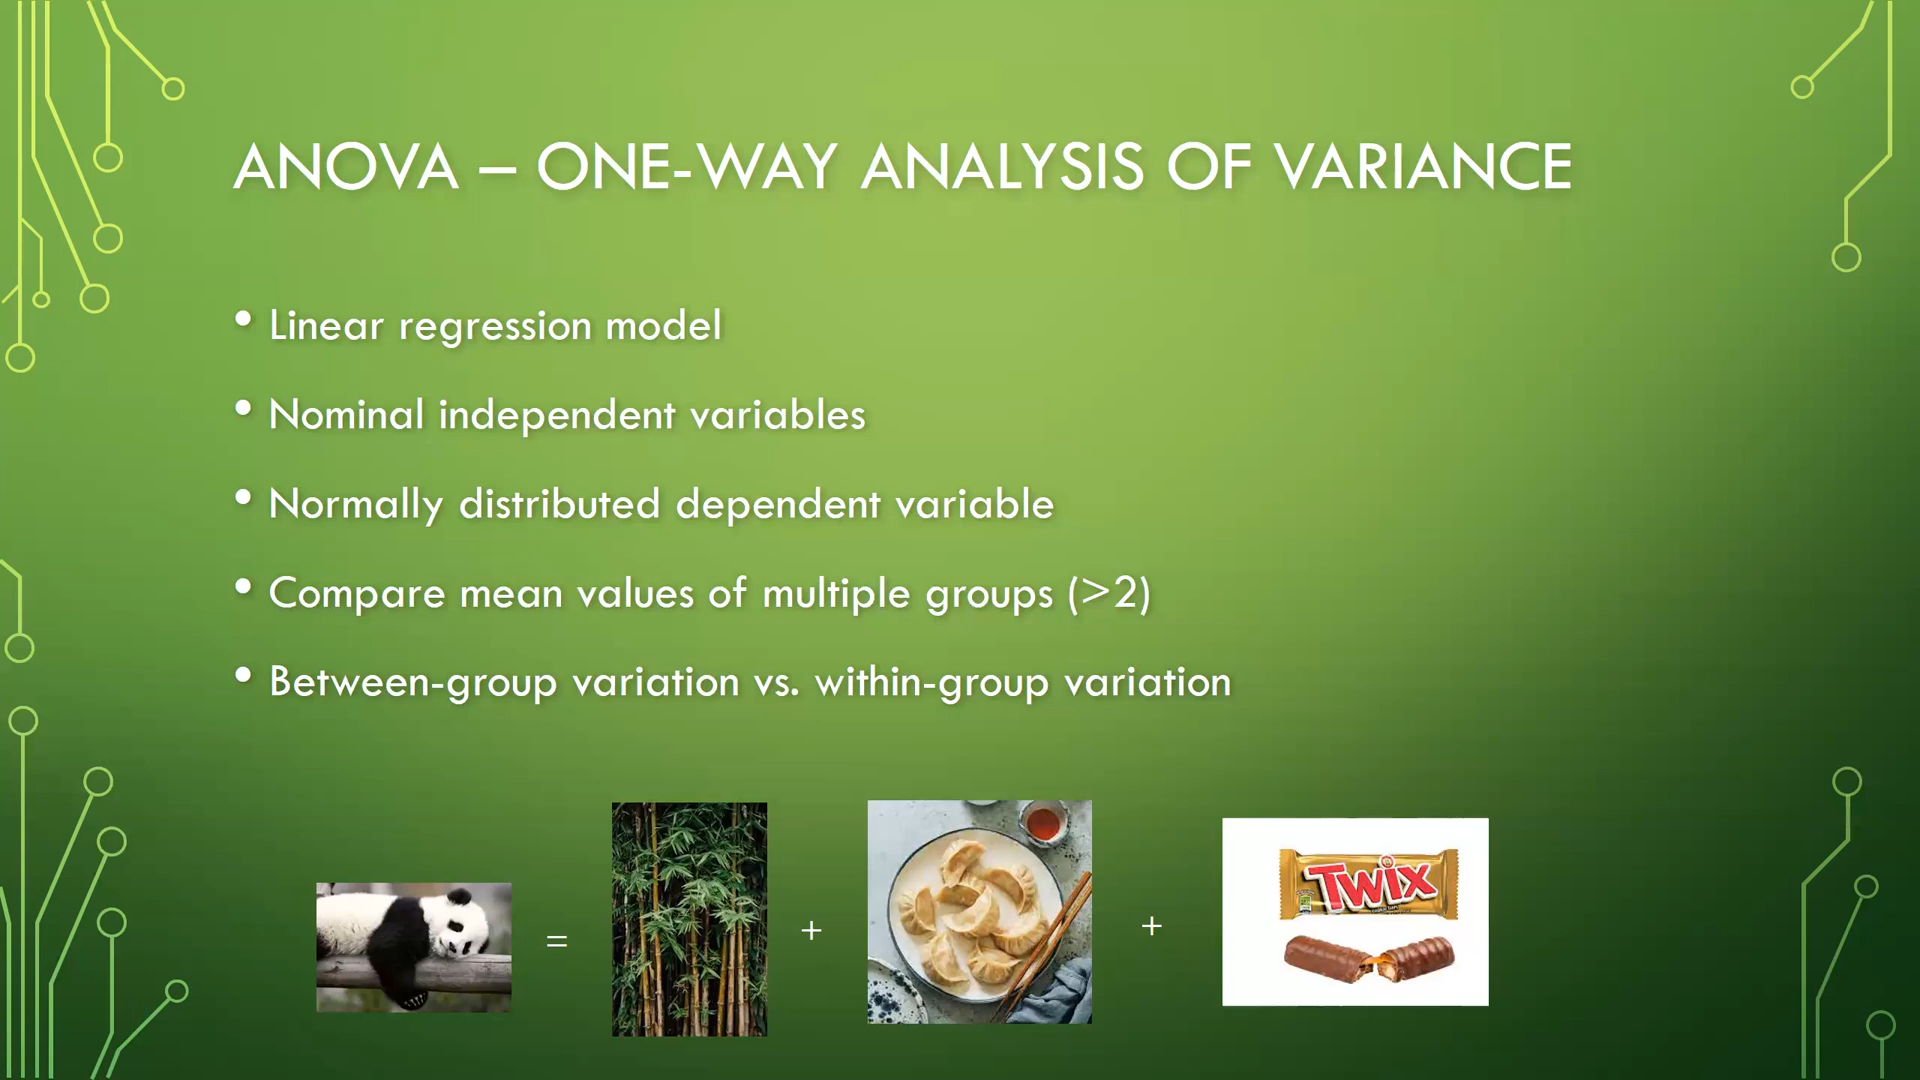 ANOVA – ONE-WAY ANALYSIS OF VARIANCE
• Linear regression model
• Nominal independent variables
• Normally distributed dependent variable
• Compare mean values of multiple groups (>2)
• Between-group variation vs. within-group variation
= + +
TWIX